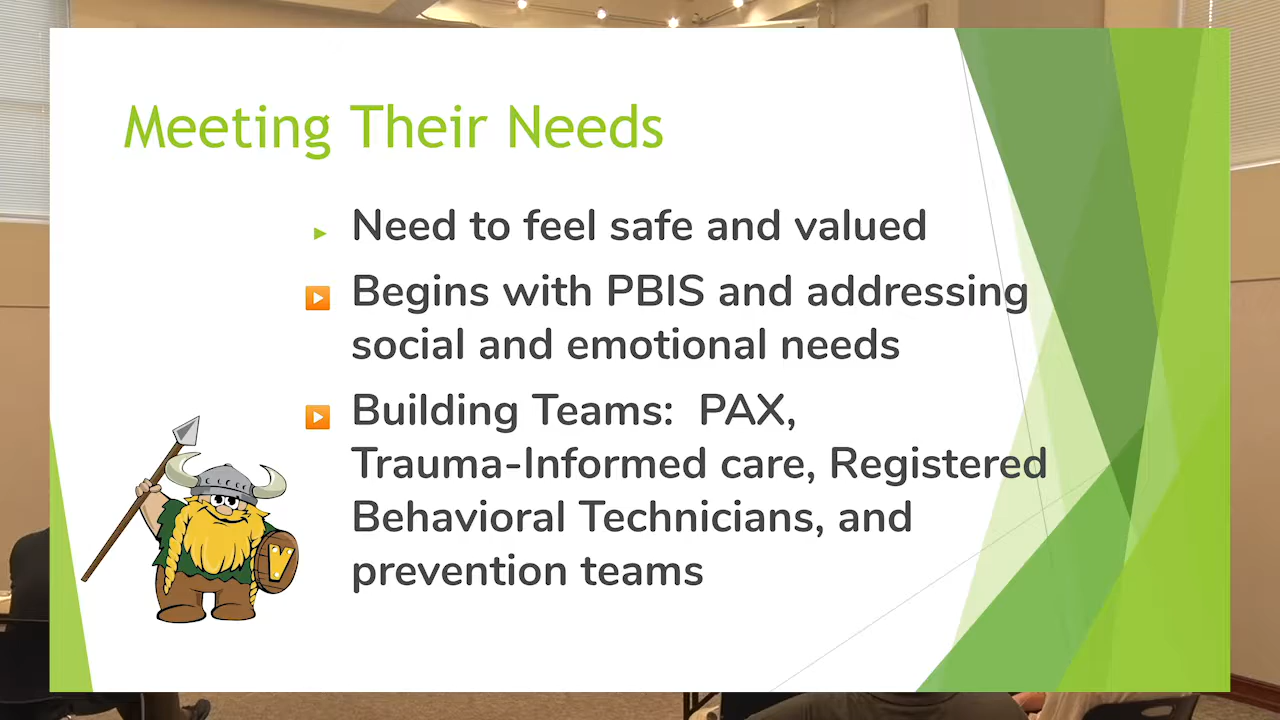 Meeting Their Needs
Need to feel safe and valued
Begins with PBIS and addressing
social and emotional needs
Building Teams:  PAX,
Trauma-Informed care, Registered
Behavioral Technicians, and
prevention teams
V